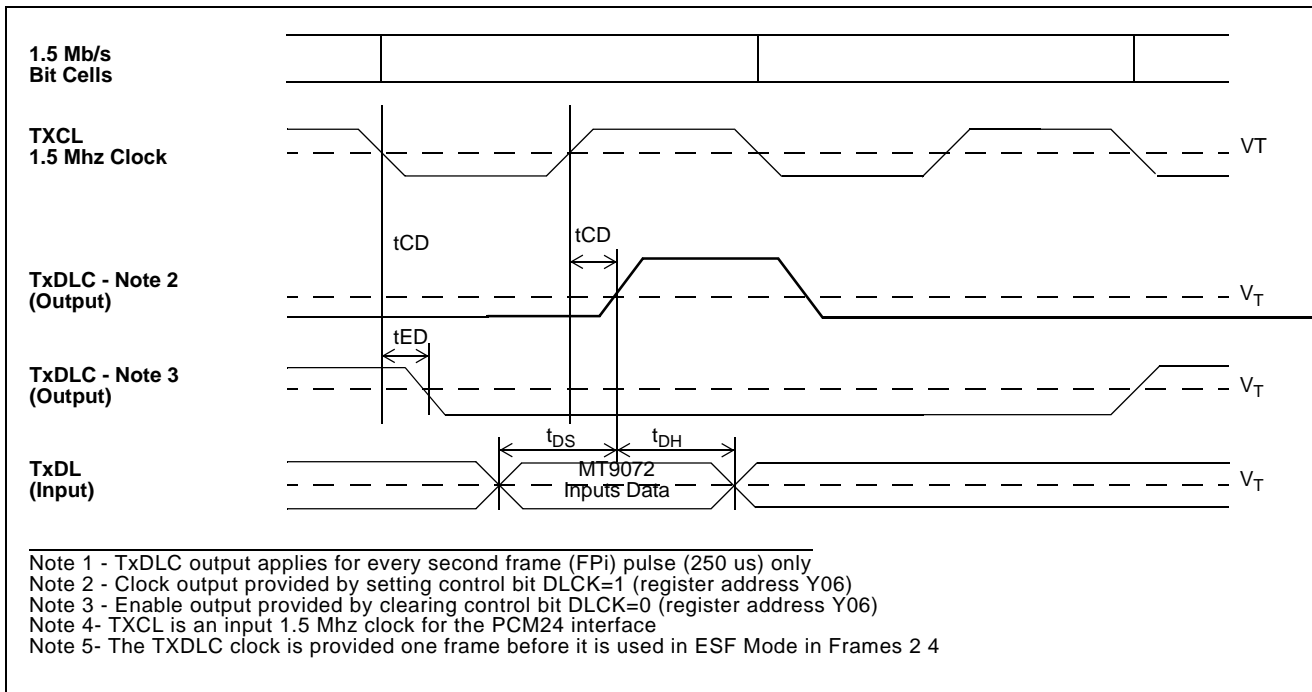 1.5 Mb/s
Bit Cells
TXCL
1.5 Mhz Clock
VT
tCD
tCD
TxDLC - Note 2
(Output)
VT
tED
TxDLC - Note 3
(Output)
VT
tDS
tDH
TxDL
(Input)
MT9072
Inputs Data
VT
Note 1 - TxDLC output applies for every second frame (FPi) pulse (250 us) only
Note 2 - Clock output provided by setting control bit DLCK=1 (register address Y06)
Note 3 - Enable output provided by clearing control bit DLCK=0 (register address Y06)
Note 4- TXCL is an input 1.5 Mhz clock for the PCM24 interface
Note 5- The TXDLC clock is provided one frame before it is used in ESF Mode in Frames 2 4